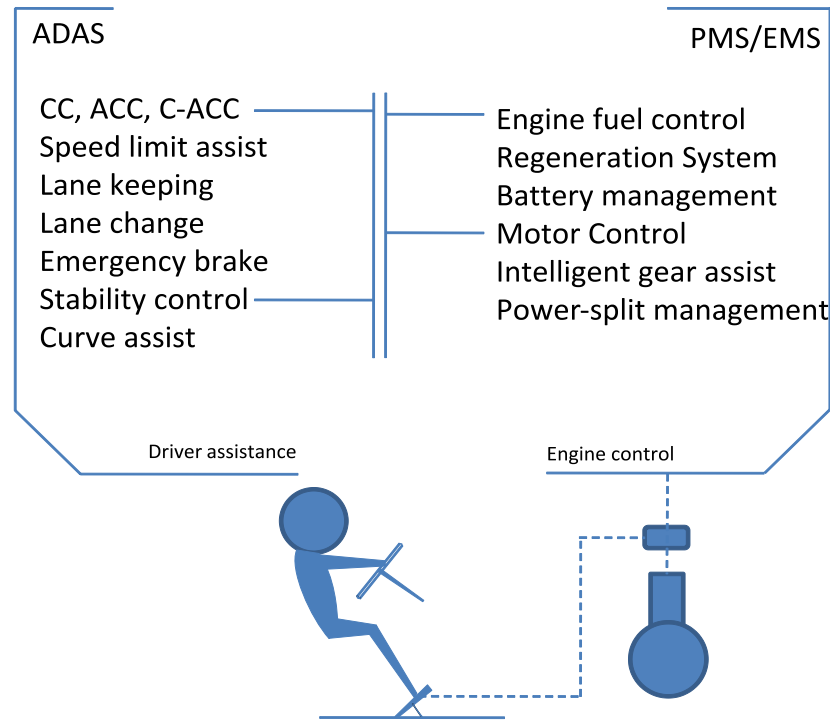 ADAS
PMS/EMS
CC, ACC, C-ACC
Speed limit assist
Lane keeping
Lane change
Emergency brake
Stability control
Curve assist
Engine fuel control
Regeneration System
Battery management
Motor Control
Intelligent gear assist
Power-split management
Driver assistance
Engine control